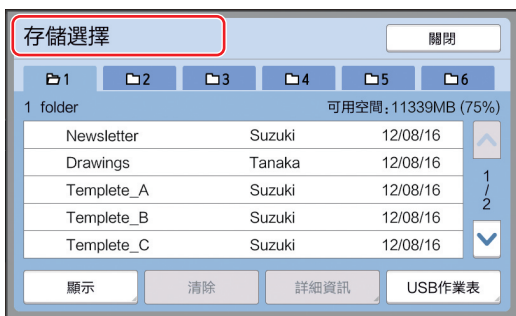 存儲選擇
關閉
1 2 3 4 5 6
1 folder 可用空間:11339MB (75%)
Newsletter Suzuki 12/08/16
Drawings Tanaka 12/08/16
Templete_A Suzuki 12/08/16
Templete_B Suzuki 12/08/16
Templete_C Suzuki 12/08/16
1/2
顯示 清除 詳細資訊 USB作業表